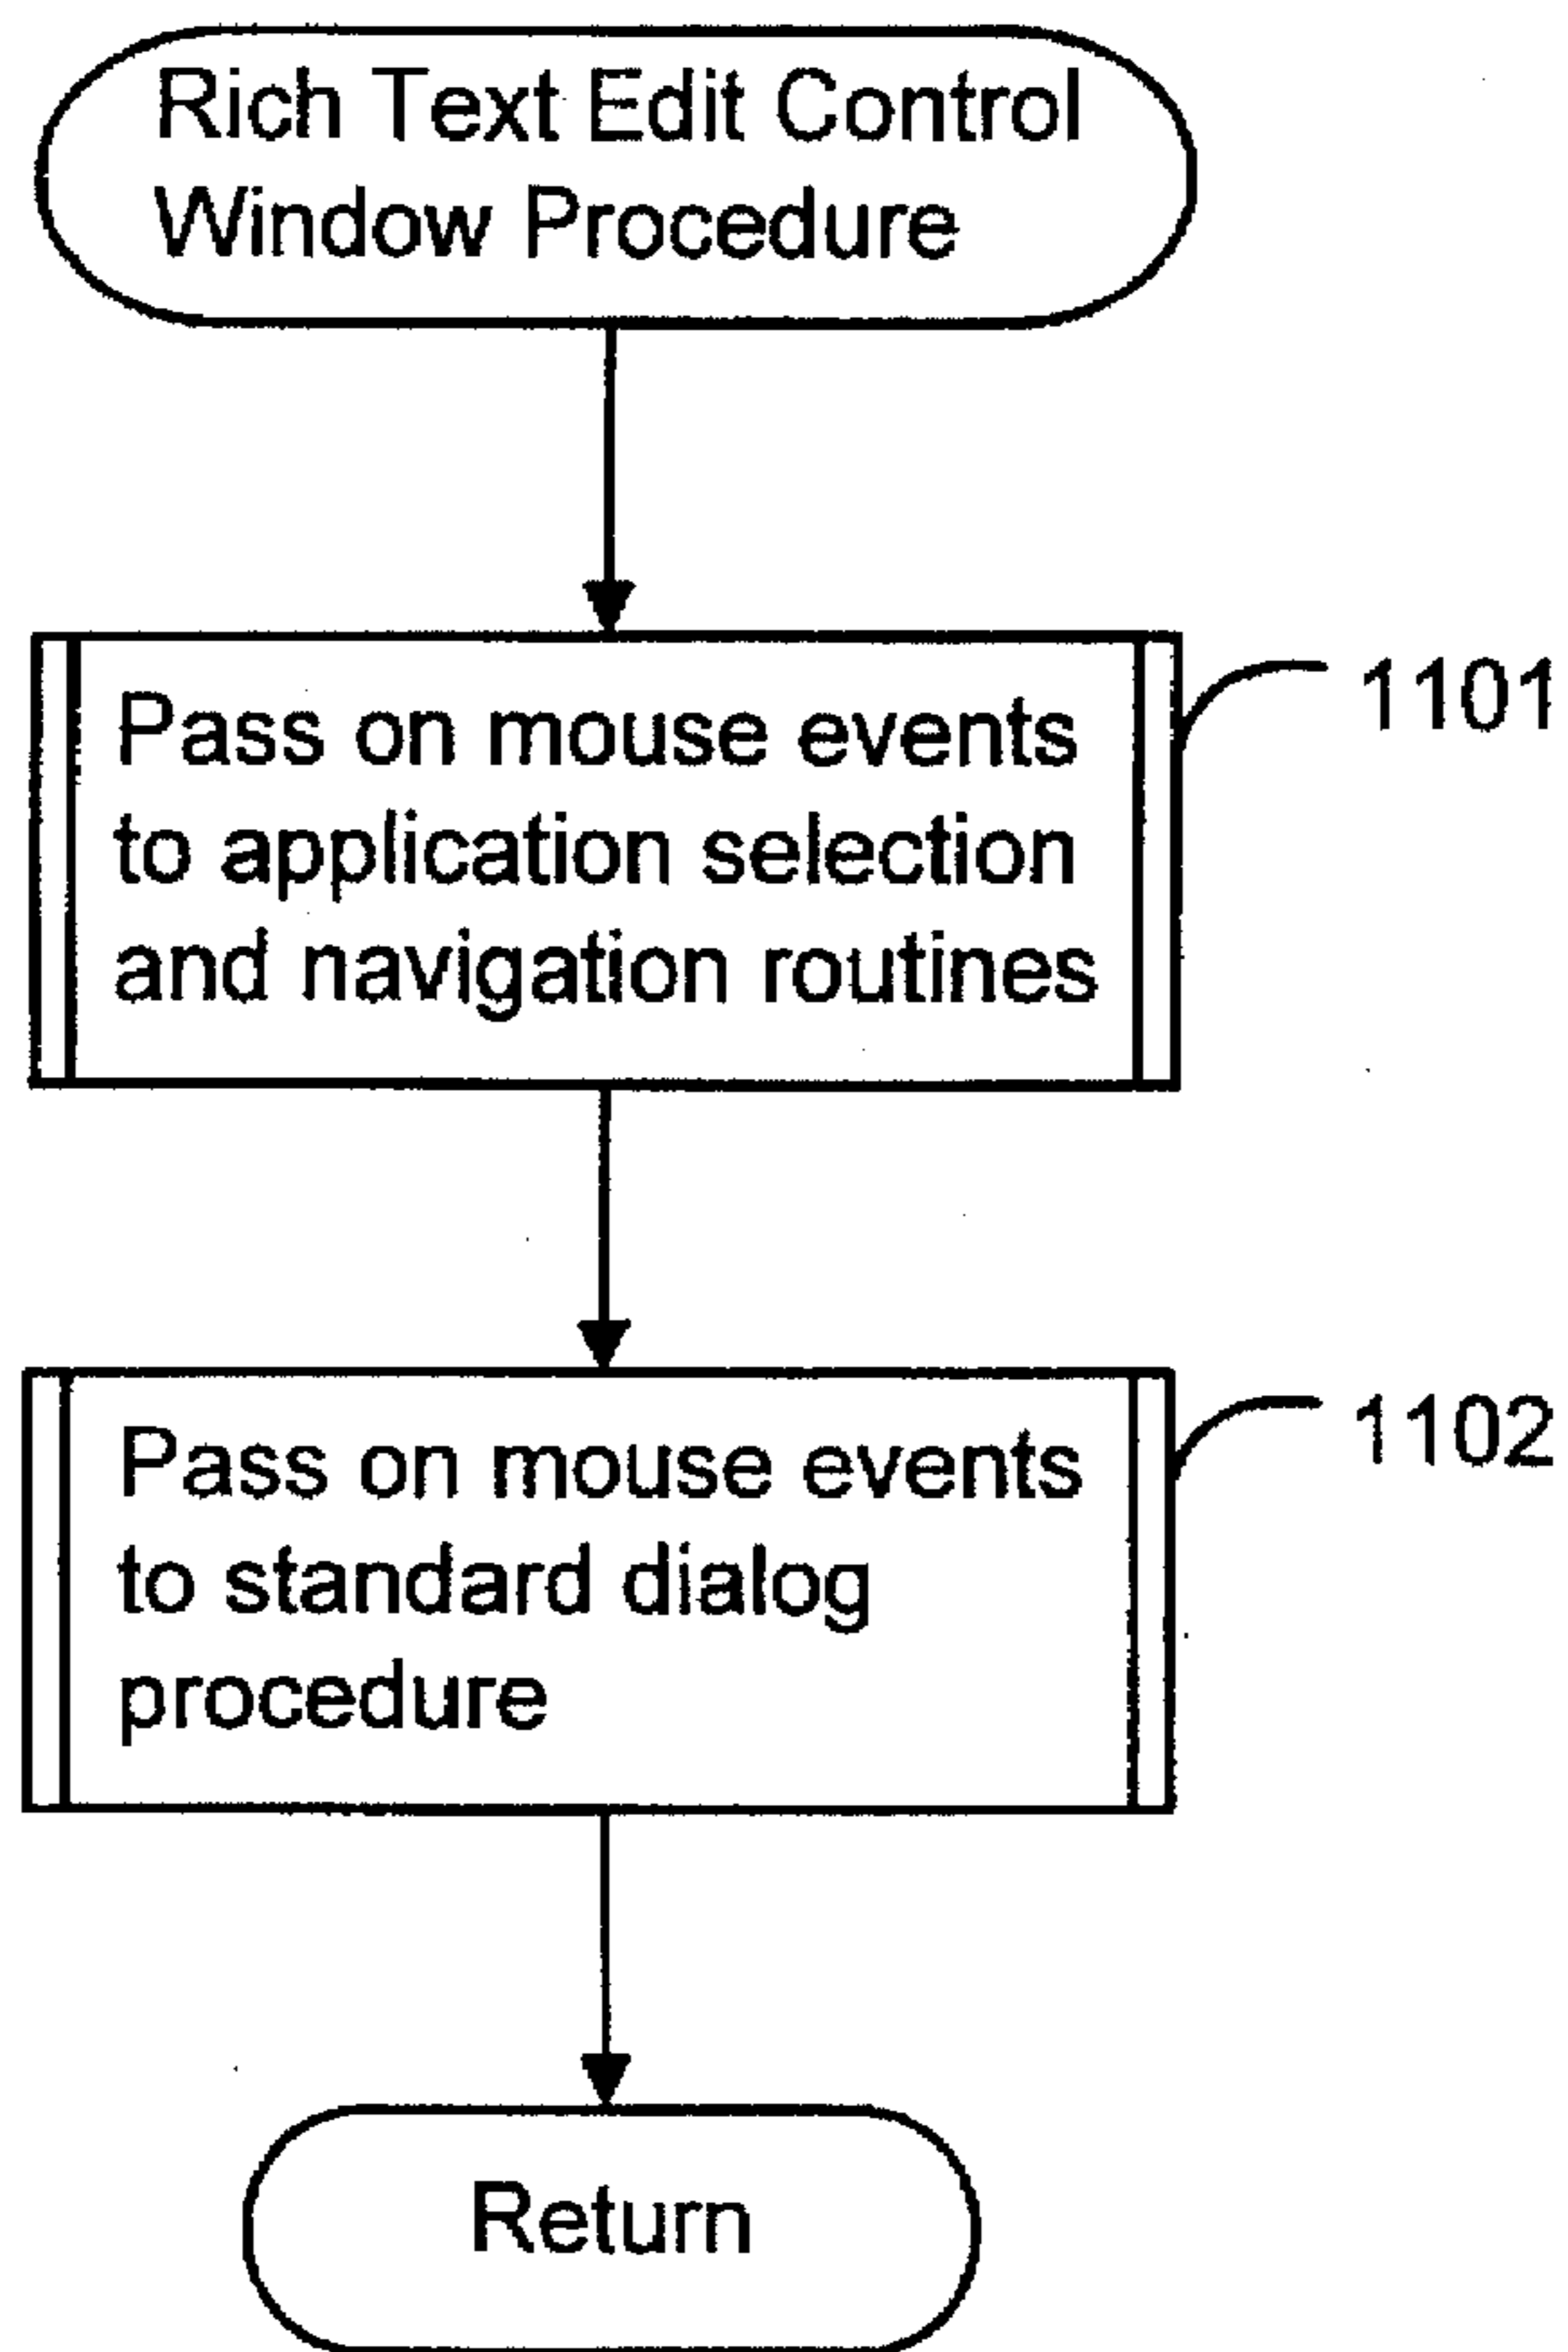 Rich Text Edit Control
Window Procedure
Pass on mouse events
to application selection
and navigation routines
1101
Pass on mouse events
to standard dialog
procedure
1102
Return